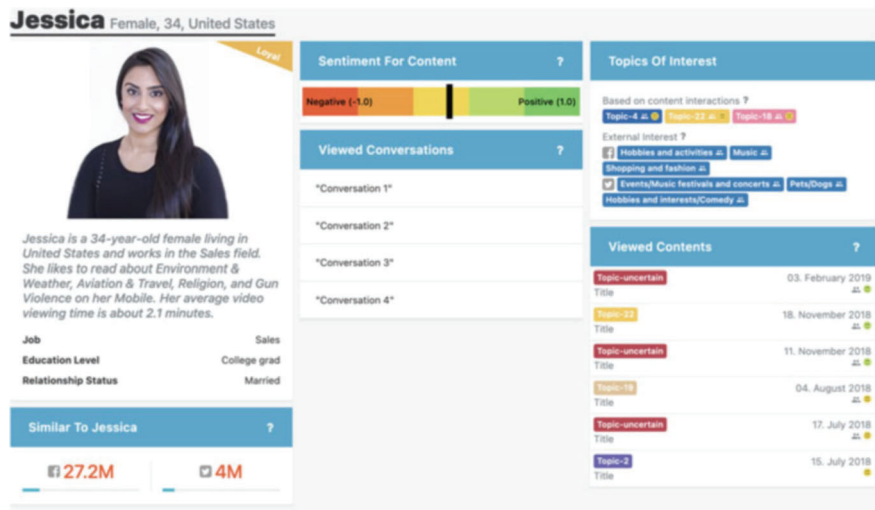 Jessica Female, 34, United States
Loyal
Jessica is a 34-year-old female living in
United States and works in the Sales field.
She likes to read about Environment &
Weather, Aviation & Travel, Religion, and Gun
Violence on her Mobile. Her average video
viewing time is about 2.1 minutes.
Job Sales
Education Level College grad
Relationship Status Married
Similar To Jessica ?
27.2M 4M
Sentiment For Content ?
Negative (-1.0) Positive (1.0)
Viewed Conversations ?
"Conversation 1"
"Conversation 2"
"Conversation 3"
"Conversation 4"
Topics Of Interest
Based on content interactions ?
Topic-4 Topic-22 Topic-18
External Interest ?
Hobbies and activities Music
Shopping and fashion
Events/Music festivals and concerts Pets/Dogs
Hobbies and interests/Comedy
Viewed Contents ?
Topic-uncertain 03. February 2019
Title
Topic-22 18. November 2018
Title
Topic-uncertain 11. November 2018
Title
04. August 2018
Title
Topic-uncertain 17. July 2018
Title
Topic-2 15. July 2018
Title